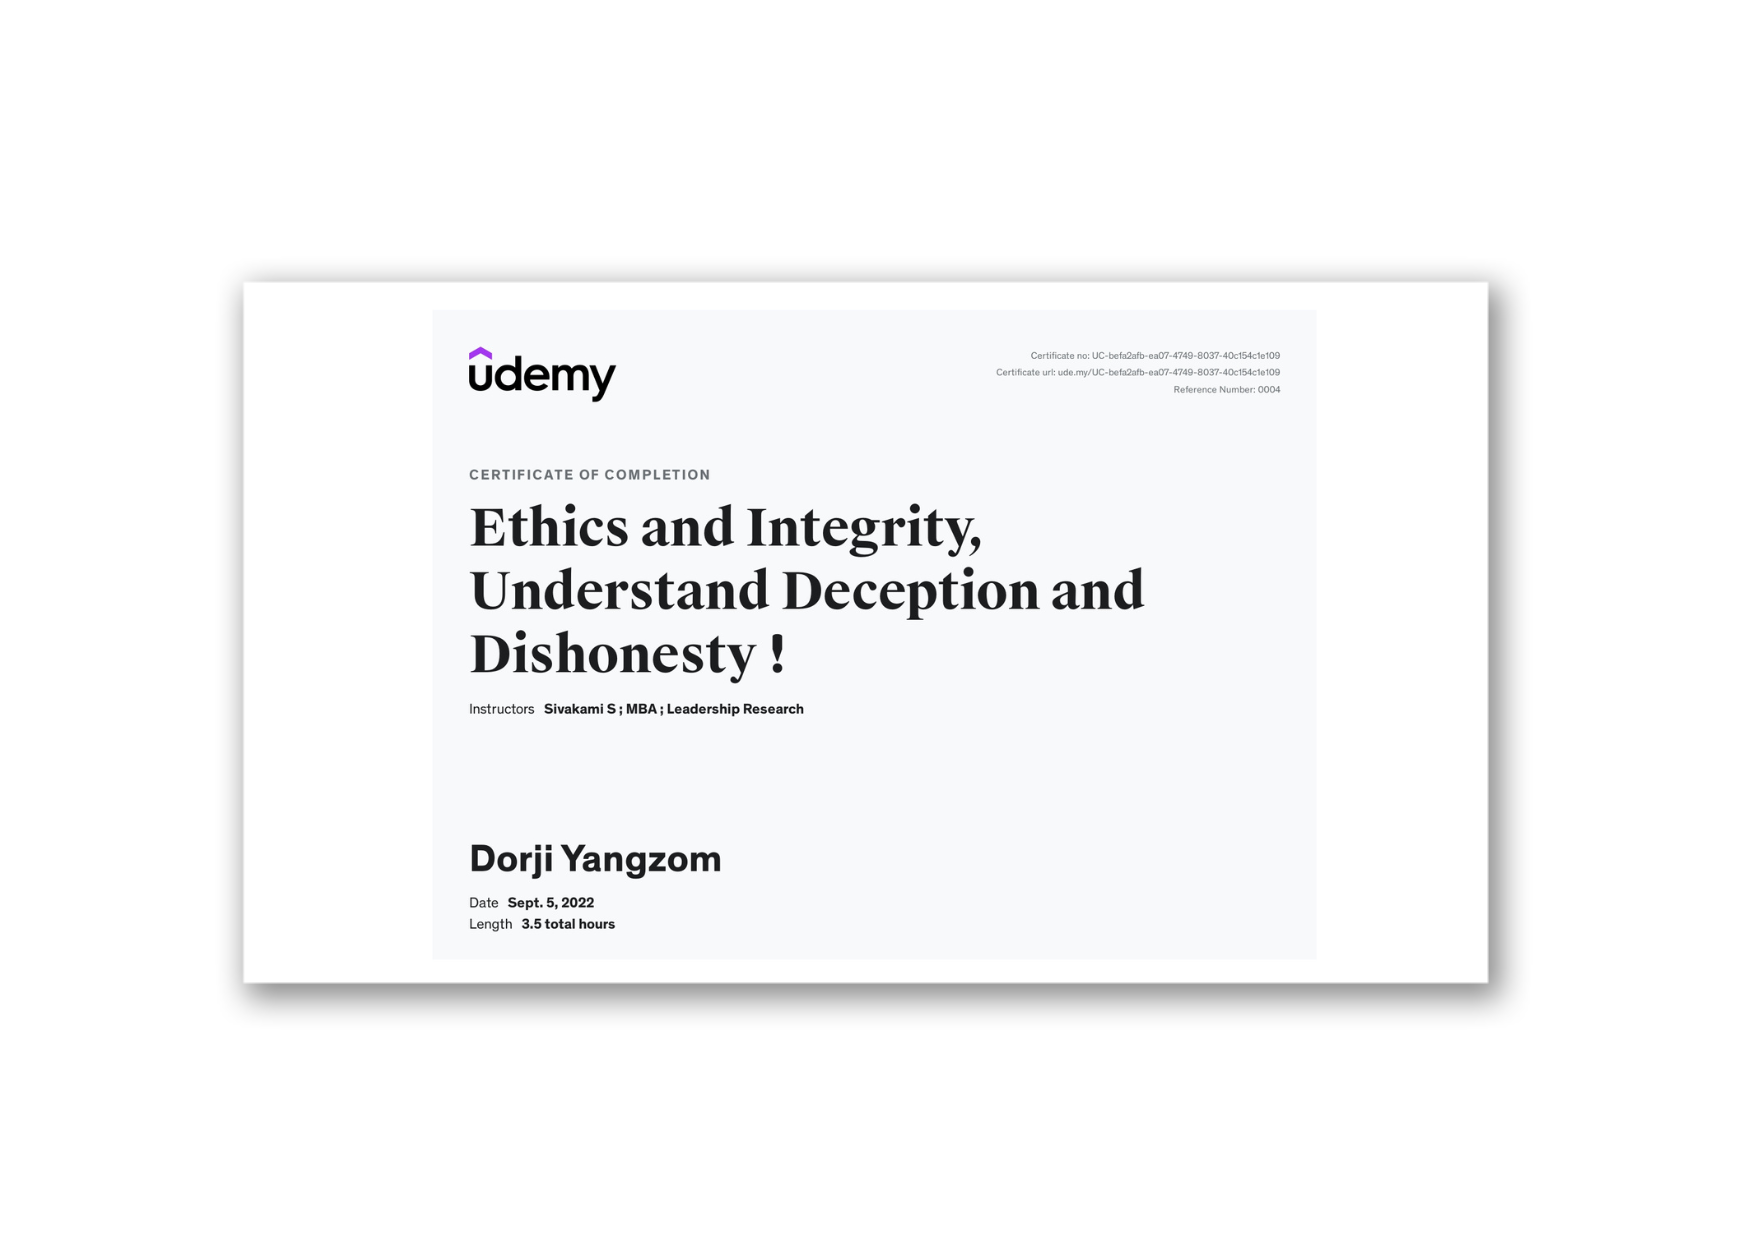 udemy
Certificate no: UC-befa2afb-ea07-4749-8037-40c154c1e109
Certificate url: ude.my/UC-befa2afb-ea07-4749-8037-40c154c1e109
Reference Number: 0004
CERTIFICATE OF COMPLETION
Ethics and Integrity,
Understand Deception and
Dishonesty !
Instructors Sivakami S ; MBA ; Leadership Research
Dorji Yangzom
Date Sept. 5, 2022
Length 3.5 total hours